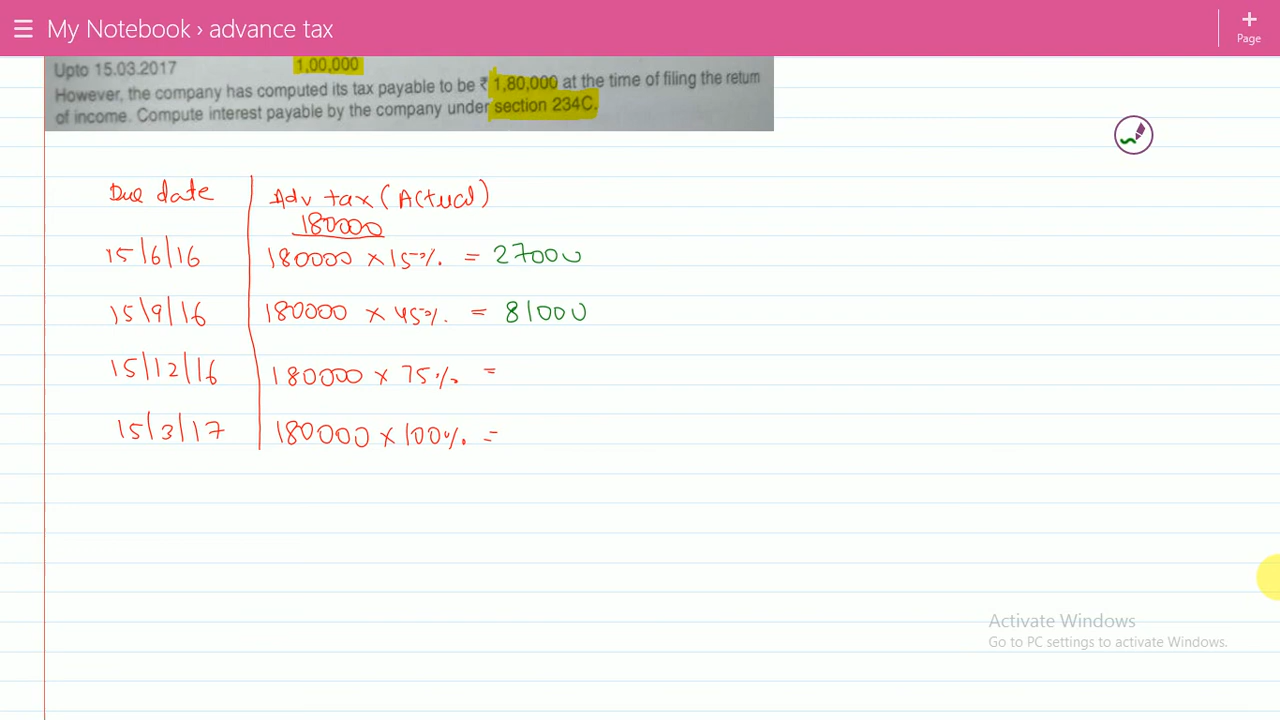 My Notebook › advance tax
Page
Upto 15.03.2017 1,00,000
However, the company has computed its tax payable to be ₹ 1,80,000 at the time of filing the return
of income. Compute interest payable by the company under section 234C.
Due date Adv tax (Actual)
180000
15/6/16 180000 × 15% = 27000
15/9/16 180000 × 45% = 81000
15/12/16 180000 × 75% =
15/3/17 180000 × 100% =
Activate Windows
Go to PC settings to activate Windows.